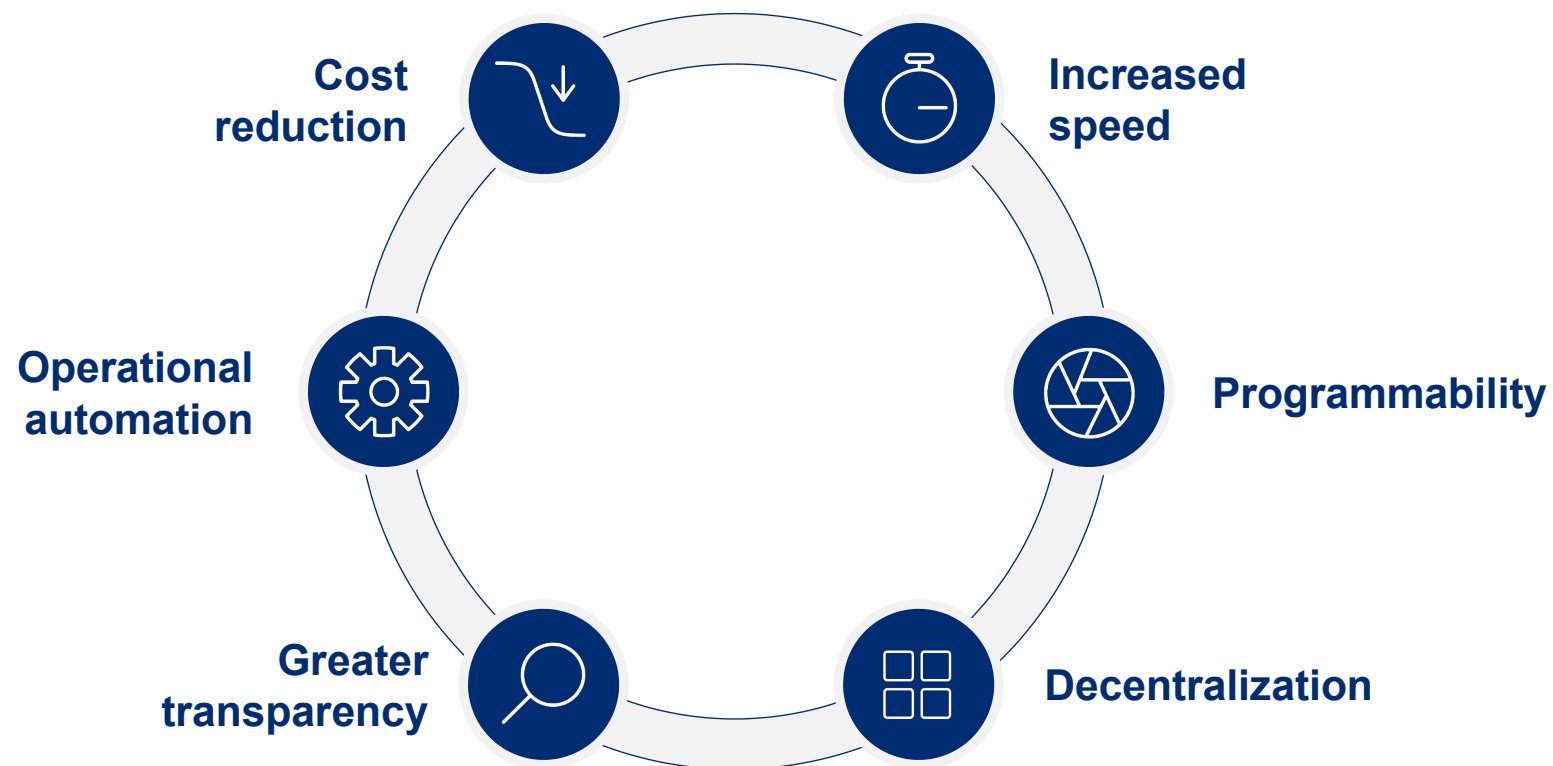 Cost
reduction
Increased
speed
Operational
automation
Programmability
Greater
transparency
Decentralization